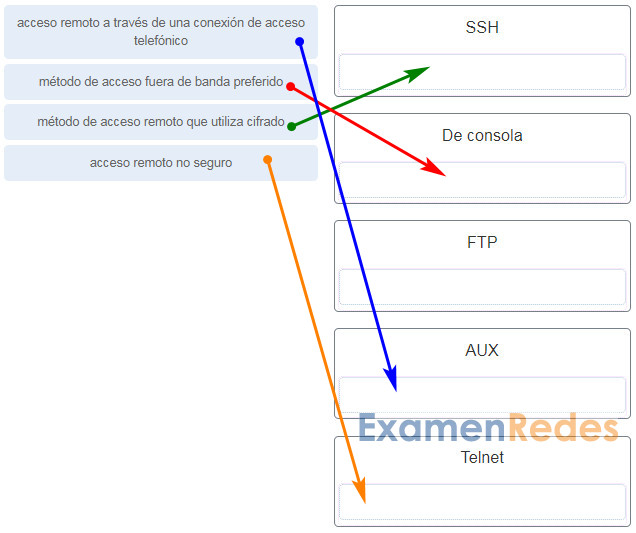 acceso remoto a través de una conexión de acceso
telefónico
método de acceso fuera de banda preferido
método de acceso remoto que utiliza cifrado
acceso remoto no seguro
SSH
De consola
FTP
AUX
ExamenRedes
Telnet